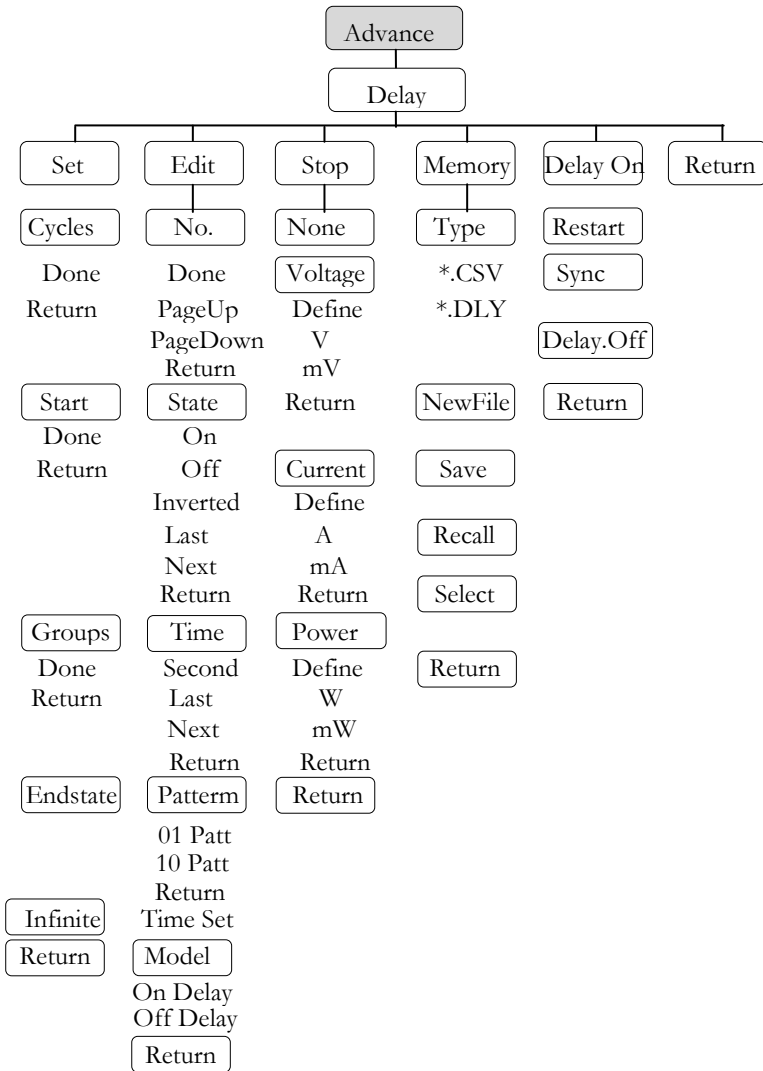 Advance
Delay
Set Edit Stop Memory Delay On Return
Cycles No. None Type Restart
Done Done Voltage *.CSV Sync
Return PageUp Define *.DLY
PageDown V Delay.Off
Return mV
Start State Return NewFile Return
Done On
Return Off Current Save
Inverted Define
Last A Recall
Next mA
Return Return Select
Groups Time Power
Done Second Define Return
Return Last W
Next mW
Return Return
Endstate Patterm Return
01 Patt
10 Patt
Return
Infinite Time Set
Return Model
On Delay
Off Delay
Return